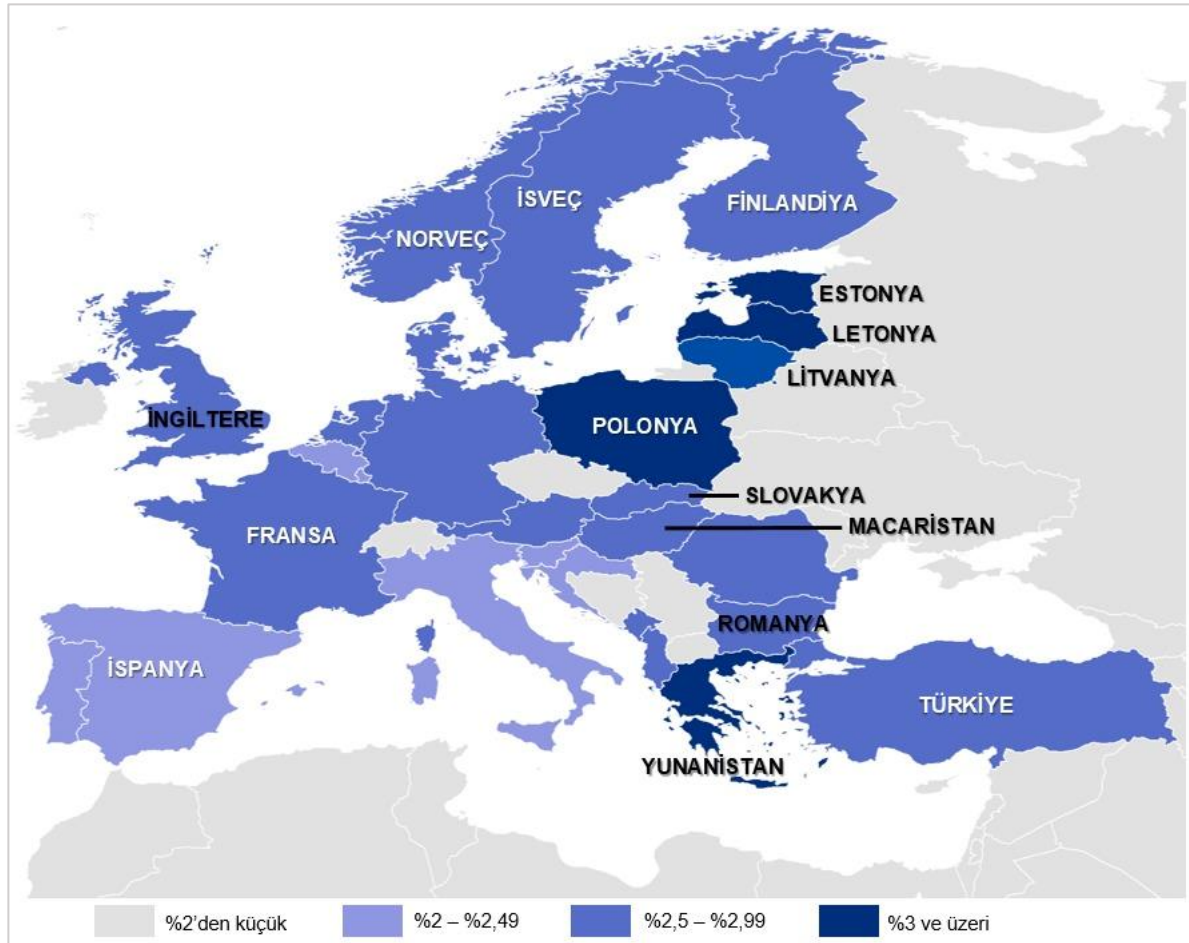 İSVEÇ
FİNLANDİYA
NORVEÇ
ESTONYA
LETONYA
LİTVANYA
İNGİLTERE
POLONYA
SLOVAKYA
MACARİSTAN
FRANSA
ROMANYA
İSPANYA
TÜRKİYE
YUNANİSTAN
%2'den küçük
%2 – %2,49
%2,5 – %2,99
%3 ve üzeri